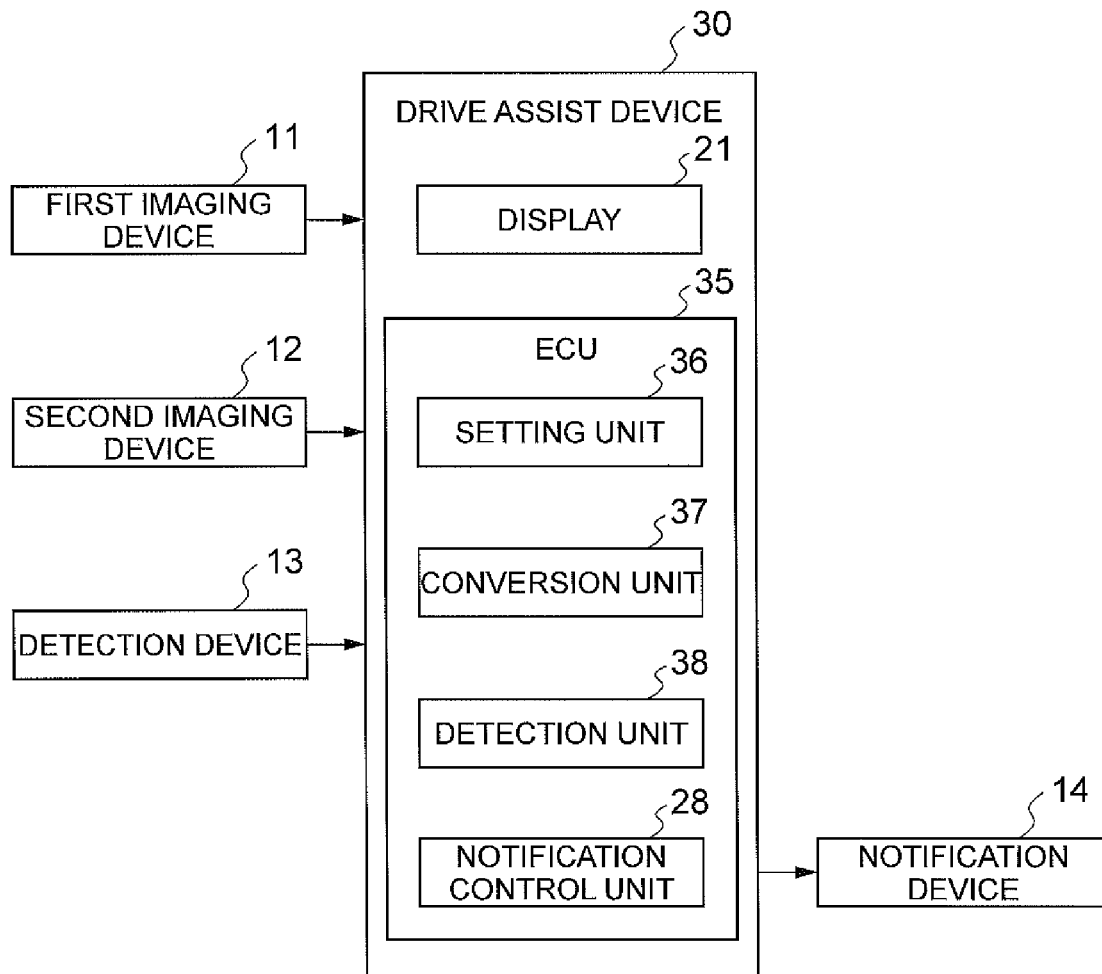 30
DRIVE ASSIST DEVICE
11
FIRST IMAGING
DEVICE
21
DISPLAY
35
ECU
12
SECOND IMAGING
DEVICE
36
SETTING UNIT
37
CONVERSION UNIT
13
DETECTION DEVICE
38
DETECTION UNIT
28
NOTIFICATION
CONTROL UNIT
14
NOTIFICATION
DEVICE